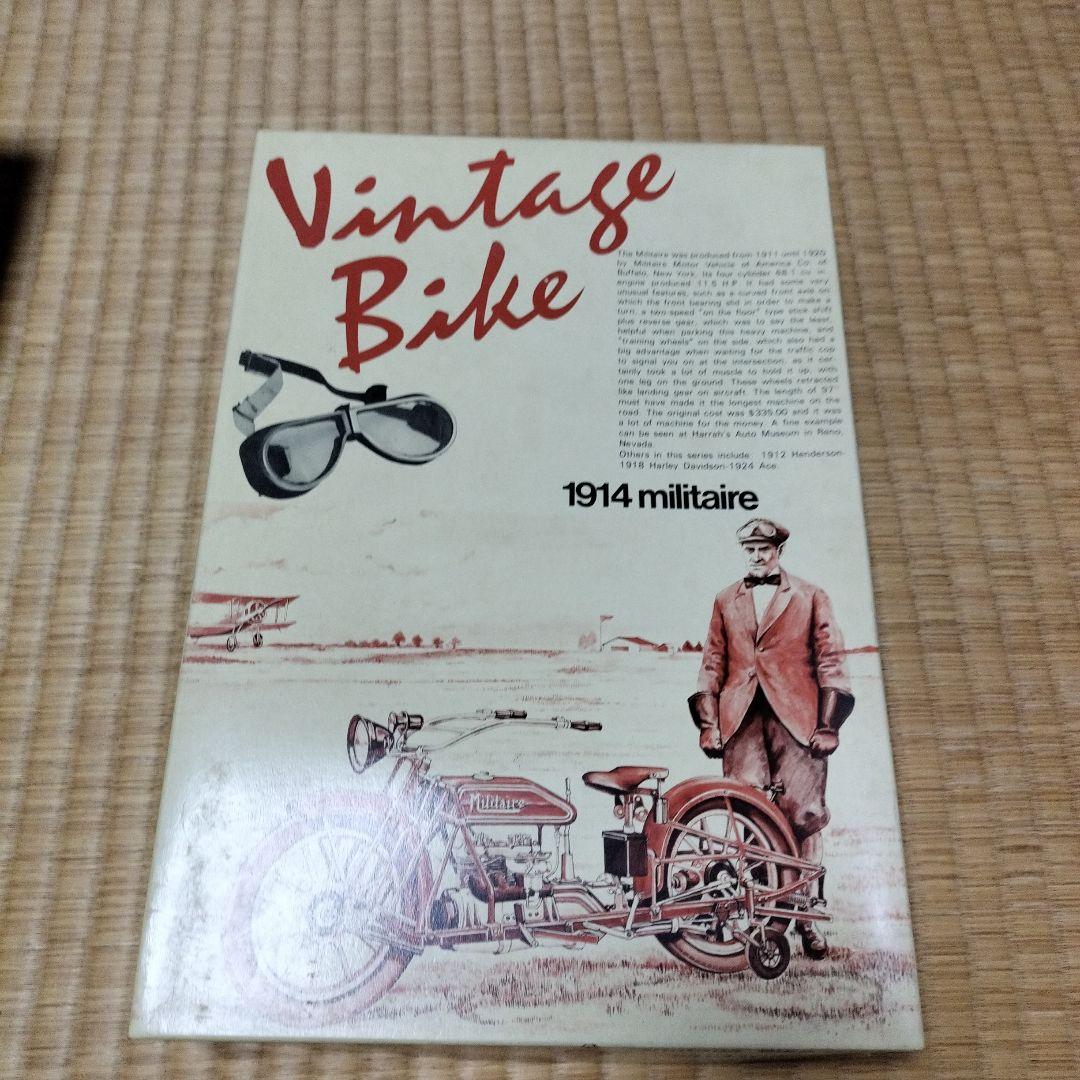 Vintage
Bike
The Militaire was produced from 1911 until 1920
by Militaire Motor Vehicle of America Co. of
Buffalo, New York. Its four cylinder 68.1 cu. in.
engine produced 11.5 H.P. It had some very
unusual features, such as a curved front axle on
which the front bearing slid in order to make a
turn, a two-speed "on the floor" type stick shift
plus reverse gear, which was to say the least,
helpful when parking this heavy machine, and
"training wheels" on the side, which also had a
big advantage when waiting for the traffic cop
to signal you on at the intersection, as it cer-
tainly took a lot of muscle to hold it up, with
one leg on the ground. These wheels retracted
like landing gear on aircraft. The length of 97"
must have made it the longest machine on the
road. The original cost was $335.00 and it was
a lot of machine for the money. A fine example
can be seen at Harrah's Auto Museum in Reno,
Nevada.
Others in this series include: 1912 Henderson-
1918 Harley Davidson-1924 Ace.
1914 militaire
Militaire